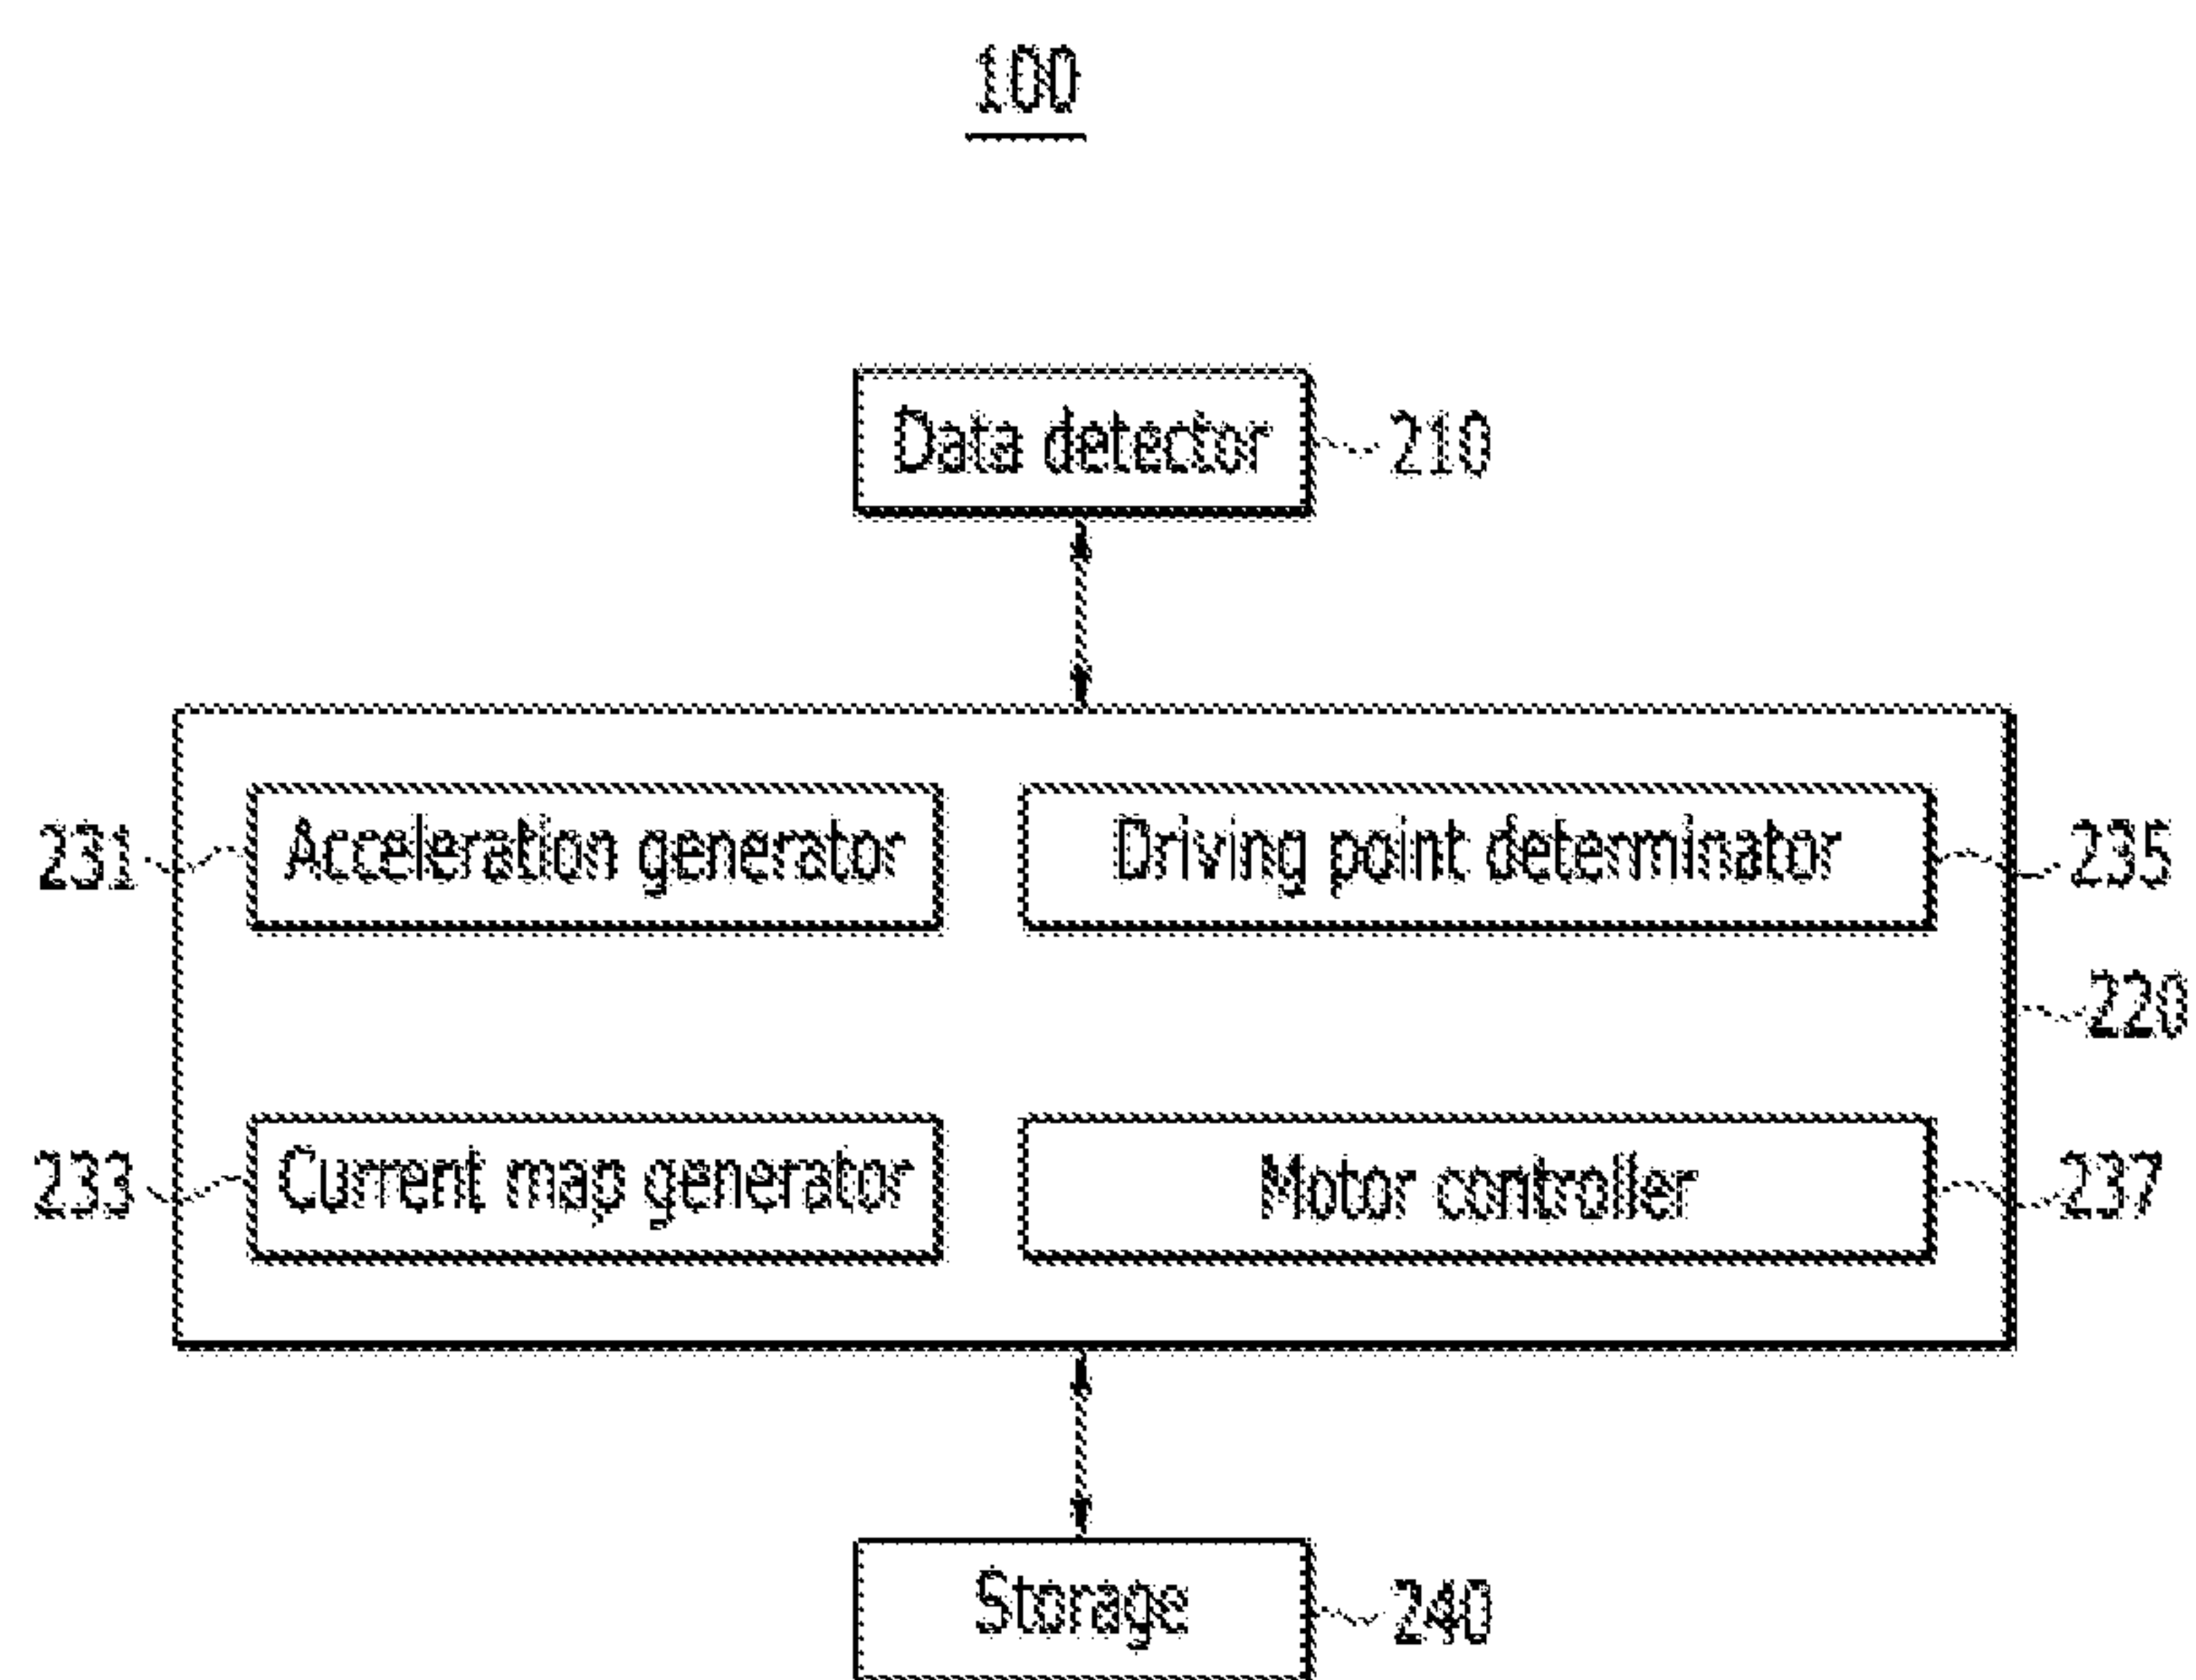 100
Data detector 210
231 Acceleration generator Driving point determinator 235
220
233 Current map generator Motor controller 237
Storage 240